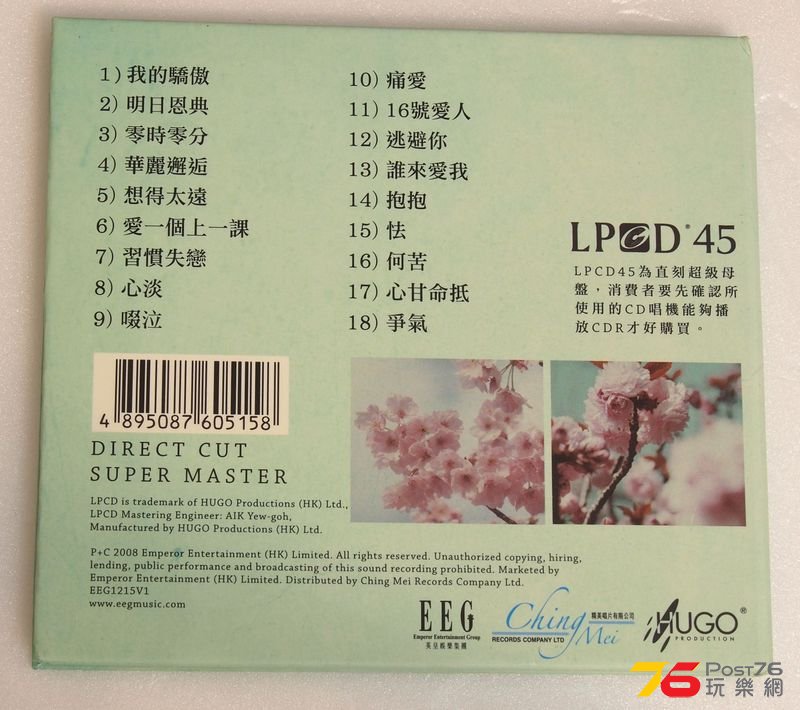 1) 我的驕傲
2) 明日恩典
3) 零時零分
4) 華麗邂逅
5) 想得太遠
6) 愛一個上一課
7) 習慣失戀
8) 心淡
9) 啜泣
10) 痛愛
11) 16號愛人
12) 逃避你
13) 誰來愛我
14) 抱抱
15) 怯
16) 何苦
17) 心甘命抵
18) 爭氣
LPCD® 45
LPCD45為直刻超級母
盤，消費者要先確認所
使用的CD唱機能夠播
放CDR才好購買。
4 895087 605158
DIRECT CUT
SUPER MASTER
LPCD is trademark of HUGO Productions (HK) Ltd.,
LPCD Mastering Engineer: AIK Yew-goh,
Manufactured by HUGO Productions (HK) Ltd.
P+C 2008 Emperor Entertainment (HK) Limited. All rights reserved. Unauthorized copying, hiring,
lending, public performance and broadcasting of this sound recording prohibited. Marketed by
Emperor Entertainment (HK) Limited. Distributed by Ching Mei Records Company Ltd.
EEG1215V1
www.eegmusic.com
EEG
Emperor Entertainment Group
英皇娛樂集團
Ching Mei
精美唱片有限公司
RECORDS COMPANY LTD
HUGO®
PRODUCTION
76 POST76
玩樂網